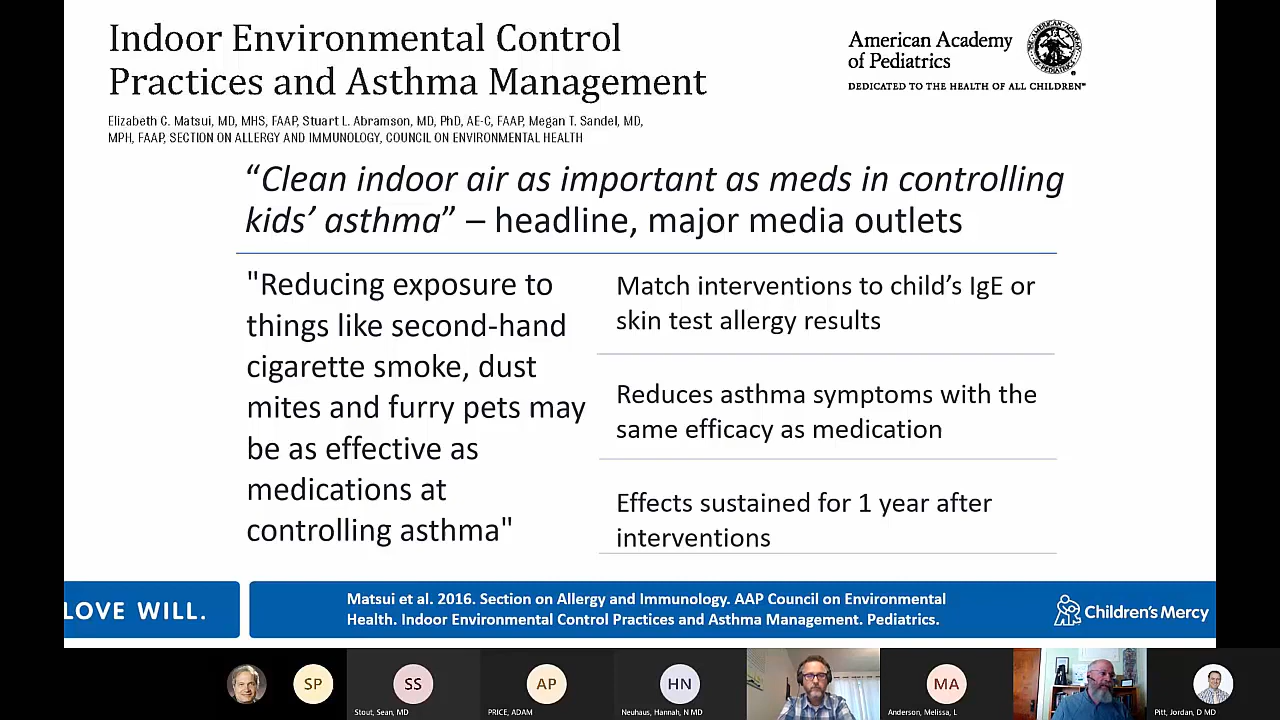 Indoor Environmental Control
Practices and Asthma Management
Elizabeth C. Matsui, MD, MHS, FAAP, Stuart L. Abramson, MD, PhD, AE-C, FAAP, Megan T. Sandel, MD,
MPH, FAAP, SECTION ON ALLERGY AND IMMUNOLOGY, COUNCIL ON ENVIRONMENTAL HEALTH
American Academy
of Pediatrics
DEDICATED TO THE HEALTH OF ALL CHILDREN™
“Clean indoor air as important as meds in controlling
kids’ asthma” – headline, major media outlets
"Reducing exposure to
things like second-hand
cigarette smoke, dust
mites and furry pets may
be as effective as
medications at
controlling asthma"
Match interventions to child’s IgE or
skin test allergy results
Reduces asthma symptoms with the
same efficacy as medication
Effects sustained for 1 year after
interventions
LOVE WILL.
Matsui et al. 2016. Section on Allergy and Immunology. AAP Council on Environmental
Health. Indoor Environmental Control Practices and Asthma Management. Pediatrics.
Children's Mercy
SP
SS
Stout, Sean, MD
AP
PRICE, ADAM
HN
Neuhaus, Hannah, N MD
MA
Anderson, Melissa, L
Pitt, Jordan, D MD